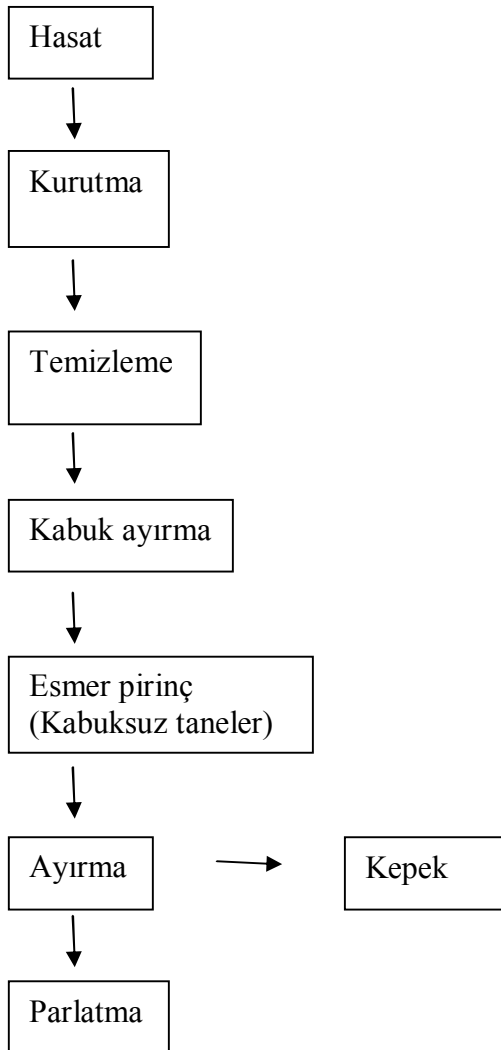 Hasat
Kurutma
Temizleme
Kabuk ayırma
Esmer pirinç
(Kabuksuz taneler)
Ayırma
Kepek
Parlatma